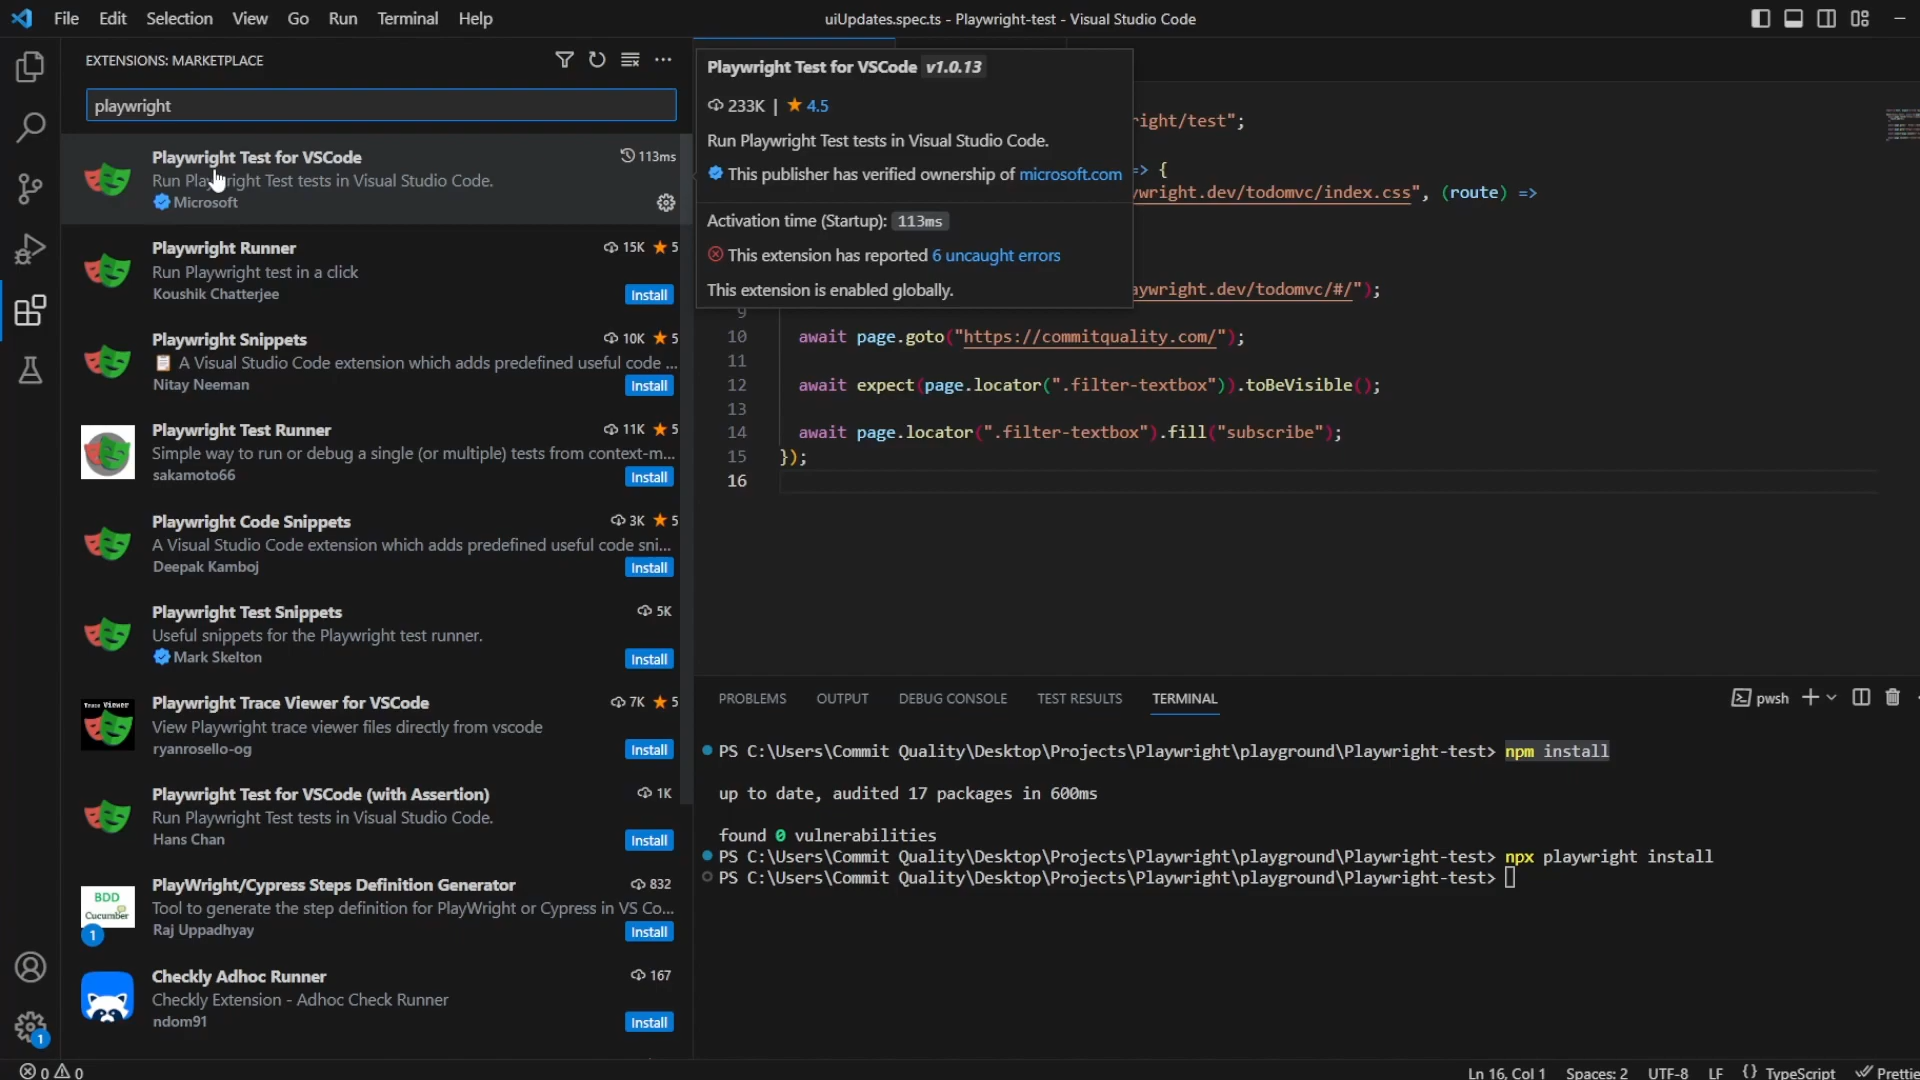 File Edit Selection View Go Run Terminal Help
uiUpdates.spec.ts - Playwright-test - Visual Studio Code
EXTENSIONS: MARKETPLACE
playwright
Playwright Test for VSCode 113ms
Run Playwright Test tests in Visual Studio Code.
Microsoft
Playwright Runner 15K 5
Run Playwright test in a click
Koushik Chatterjee Install
Playwright Snippets 10K 5
A Visual Studio Code extension which adds predefined useful code ...
Nitay Neeman Install
Playwright Test Runner 11K 5
Simple way to run or debug a single (or multiple) tests from context-m...
sakamoto66 Install
Playwright Code Snippets 3K 5
A Visual Studio Code extension which adds predefined useful code sni...
Deepak Kamboj Install
Playwright Test Snippets 5K
Useful snippets for the Playwright test runner.
Mark Skelton Install
Trace Viewer
Playwright Trace Viewer for VSCode 7K 5
View Playwright trace viewer files directly from vscode
ryanrosello-og Install
Playwright Test for VSCode (with Assertion) 1K
Run Playwright Test tests in Visual Studio Code.
Hans Chan Install
BDD
Cucumber
1
PlayWright/Cypress Steps Definition Generator 832
Tool to generate the step definition for PlayWright or Cypress in VS Co...
Raj Uppadhyay Install
Checkly Adhoc Runner 167
Checkly Extension - Adhoc Check Runner
ndom91 Install
1
Playwright Test for VSCode v1.0.13
233K | 4.5
Run Playwright Test tests in Visual Studio Code.
This publisher has verified ownership of microsoft.com
Activation time (Startup): 113ms
This extension has reported 6 uncaught errors
This extension is enabled globally.
right/test";
=> {
wright.dev/todomvc/index.css", (route) =>
aywright.dev/todomvc/#/");
9
10 await page.goto("https://commitquality.com/");
11
12 await expect(page.locator(".filter-textbox")).toBeVisible();
13
14 await page.locator(".filter-textbox").fill("subscribe");
15 });
16
PROBLEMS OUTPUT DEBUG CONSOLE TEST RESULTS TERMINAL pwsh
PS C:\Users\Commit Quality\Desktop\Projects\Playwright\playground\Playwright-test> npm install
up to date, audited 17 packages in 600ms
found 0 vulnerabilities
PS C:\Users\Commit Quality\Desktop\Projects\Playwright\playground\Playwright-test> npx playwright install
PS C:\Users\Commit Quality\Desktop\Projects\Playwright\playground\Playwright-test>
0 0 Ln 16, Col 1 Spaces: 2 UTF-8 LF {} TypeScript Prettie